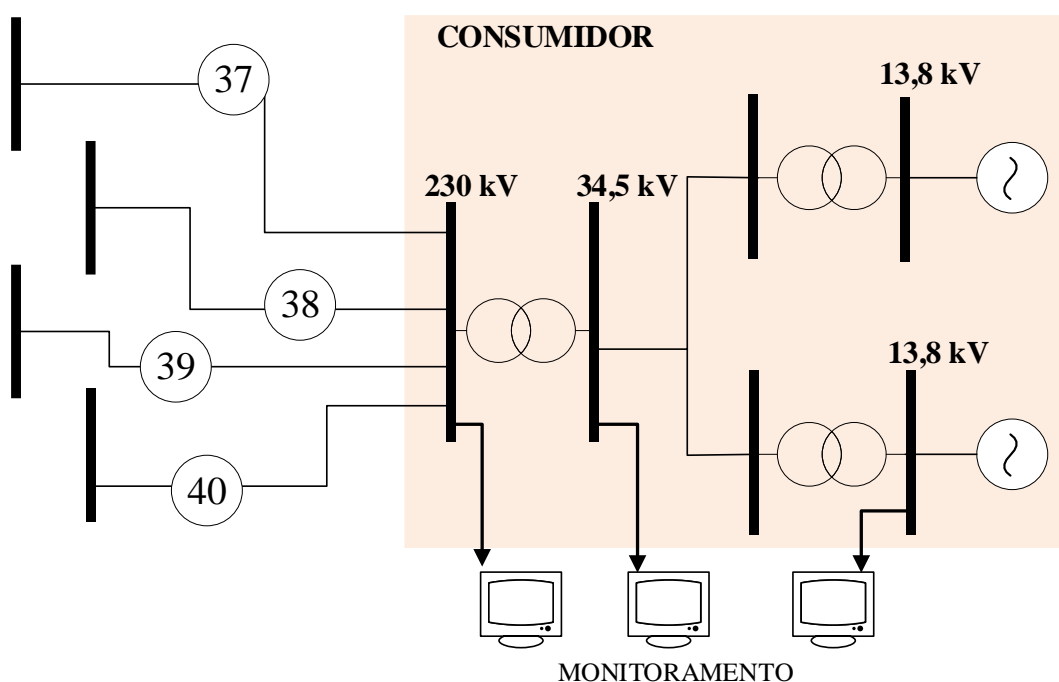 CONSUMIDOR
37
13,8 kV
230 kV
34,5 kV
38
39
13,8 kV
40
MONITORAMENTO